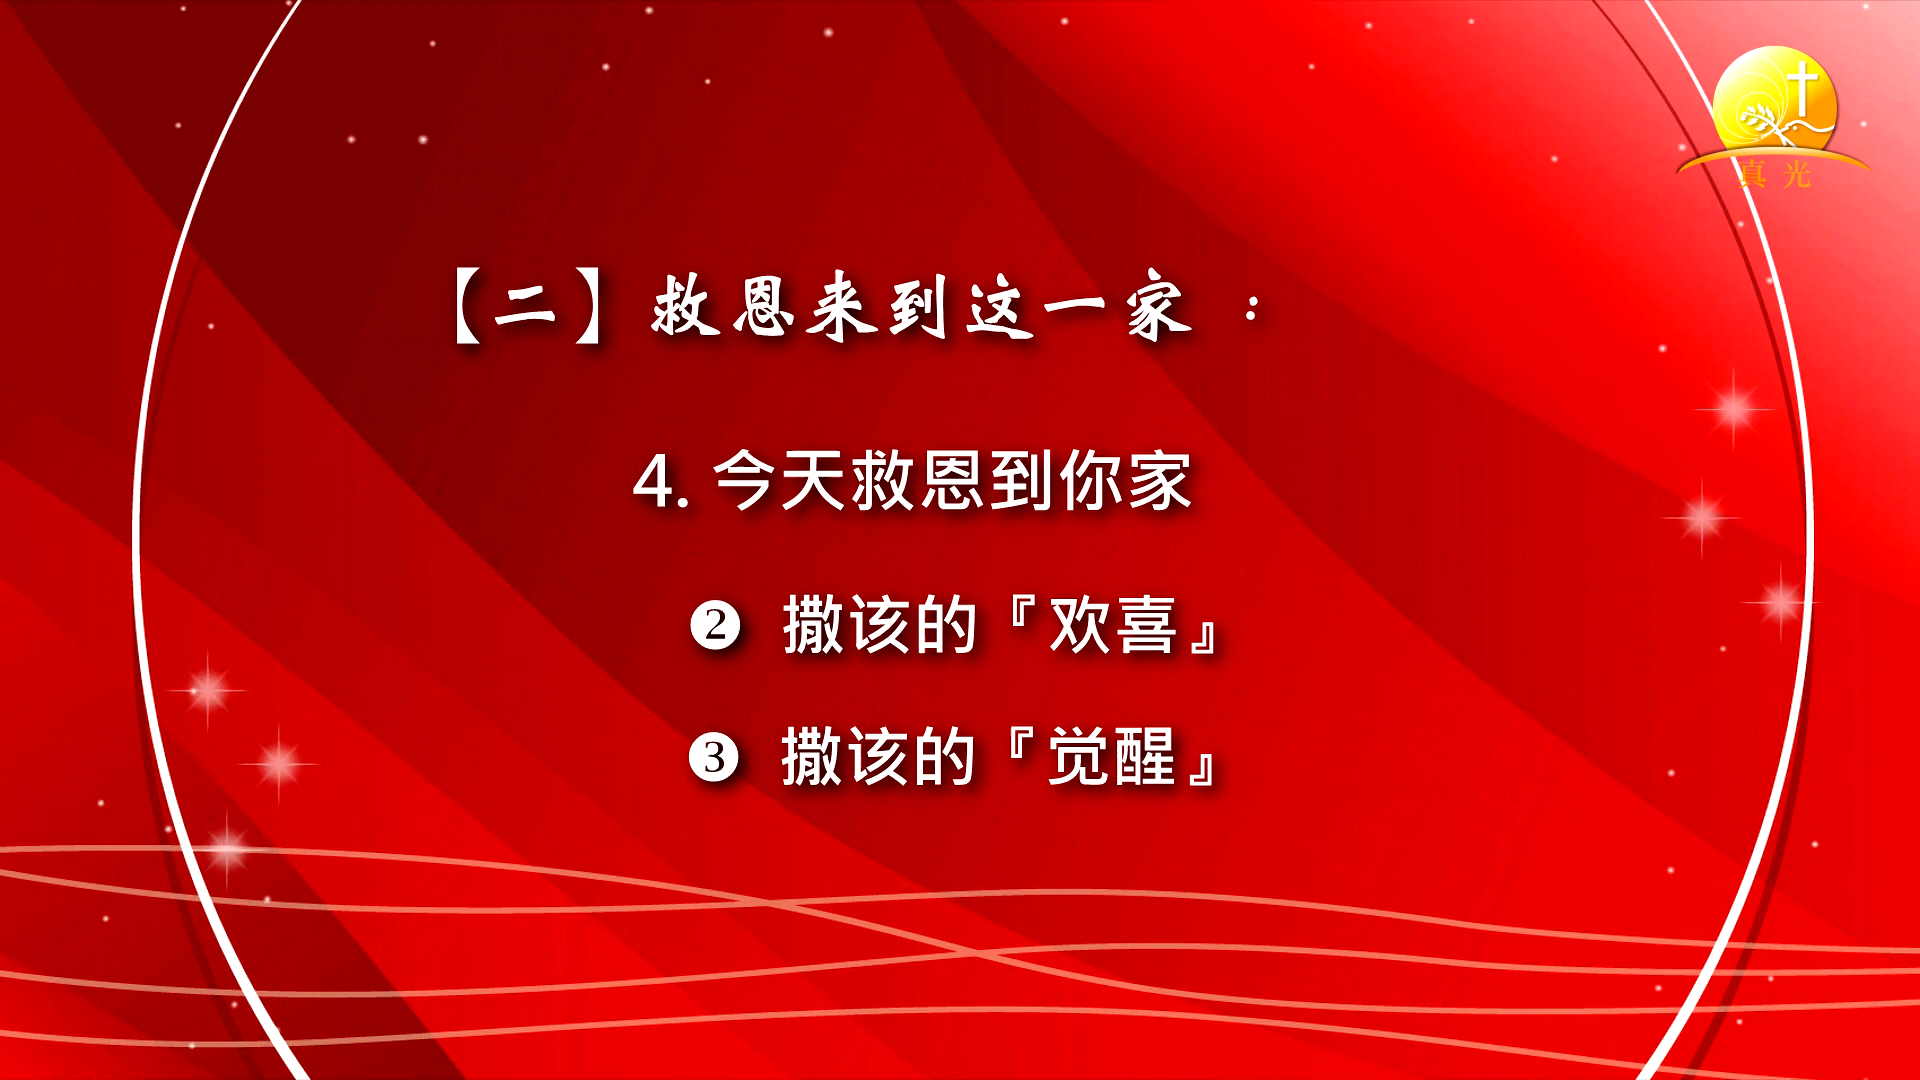 真光
【二】救恩来到这一家 ：
4. 今天救恩到你家
❷ 撒该的『欢喜』
❸ 撒该的『觉醒』